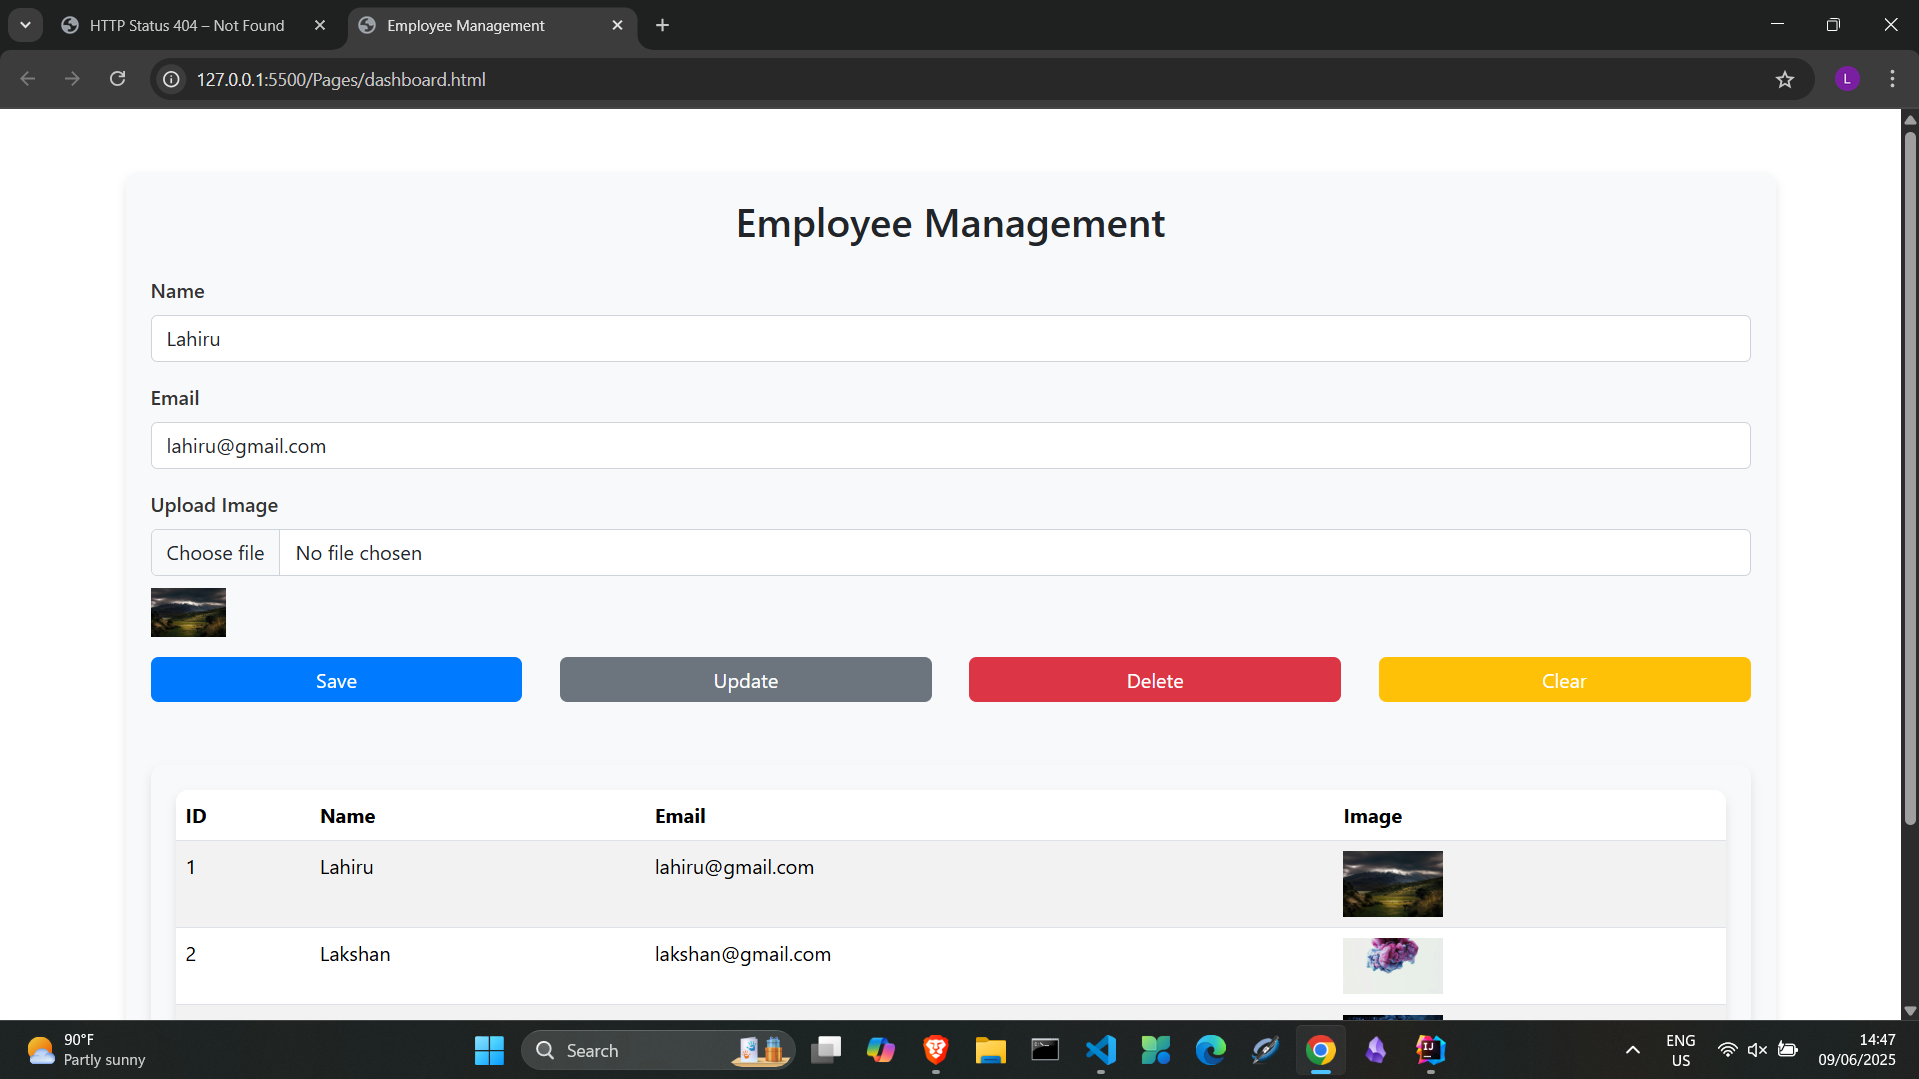 HTTP Status 404 – Not Found
Employee Management
127.0.0.1:5500/Pages/dashboard.html
L
Employee Management
Name
Lahiru
Email
lahiru@gmail.com
Upload Image
Choose file No file chosen
Save Update Delete Clear
ID Name Email Image
1 Lahiru lahiru@gmail.com
2 Lakshan lakshan@gmail.com
90°F
Partly sunny
Search
IJ
ENG
US
14:47
09/06/2025